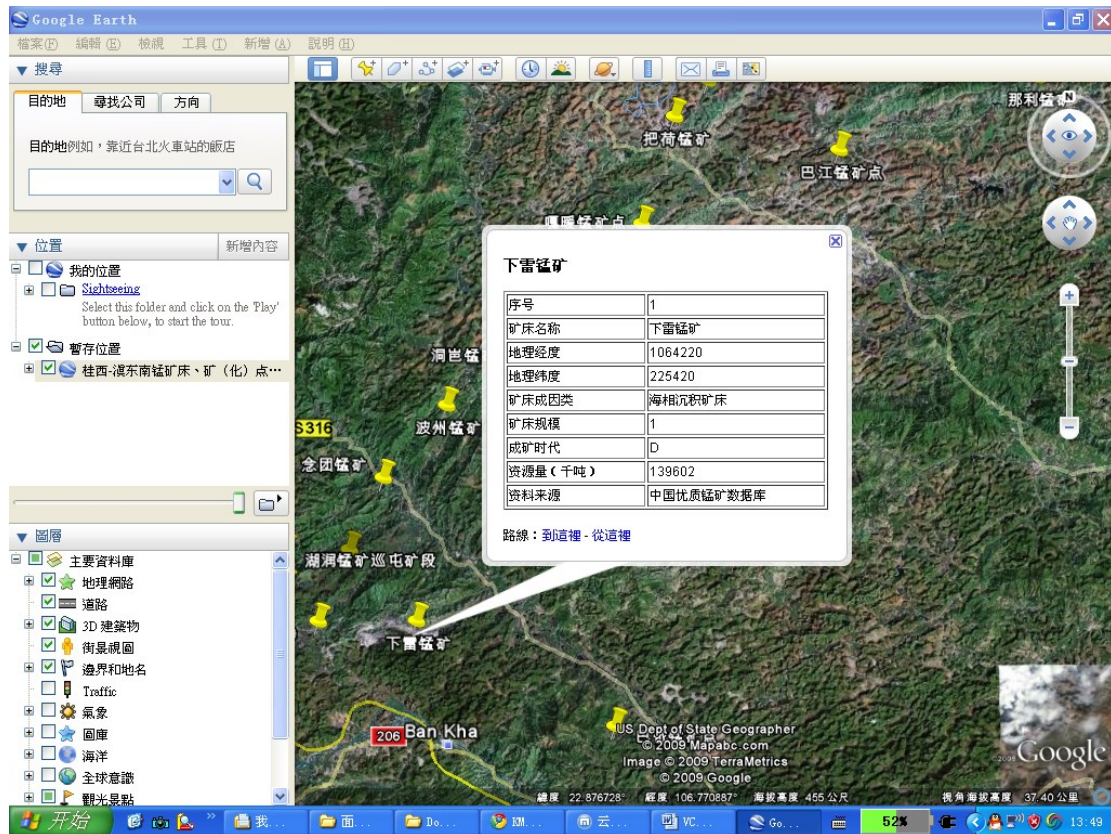 Google Earth
檔案(F) 編輯(E) 檢視 工具(T) 新增(A) 說明(H)
搜尋
目的地 尋找公司 方向
目的地例如，靠近台北火車站的飯店
位置 新增內容
我的位置
Sightseeing
Select this folder and click on the 'Play'
button below, to start the tour.
暫存位置
桂西-滇东南锰矿床、矿（化）点…
圖層
主要資料庫
地理網路
道路
3D 建築物
街景視圖
邊界和地名
Traffic
氣象
圖庫
海洋
全球意識
觀光景點
那利锰矿
N
把荷锰矿
巴江锰矿点
洞岜锰
S316
波州锰矿
念团锰矿
湖润锰矿巡屯矿段
下雷锰矿
206 Ban Kha
下雷锰矿
序号 1
矿床名称 下雷锰矿
地理经度 1064220
地理纬度 225420
矿床成因类 海相沉积矿床
矿床规模 1
成矿时代 D
资源量(千吨) 139602
资料来源 中国优质锰矿数据库
路線：到這裡 - 從這裡
US Dept of State Geographer
© 2009 Mapabc.com
Image © 2009 TerraMetrics
© 2009 Google
©2009 Google
緯度 22.876728° 經度 106.770887° 海拔高度 455 公尺 視角海拔高度 37.40 公里
开始 我... 面... Do... EM... 云... VC... Go... 52% 13:49